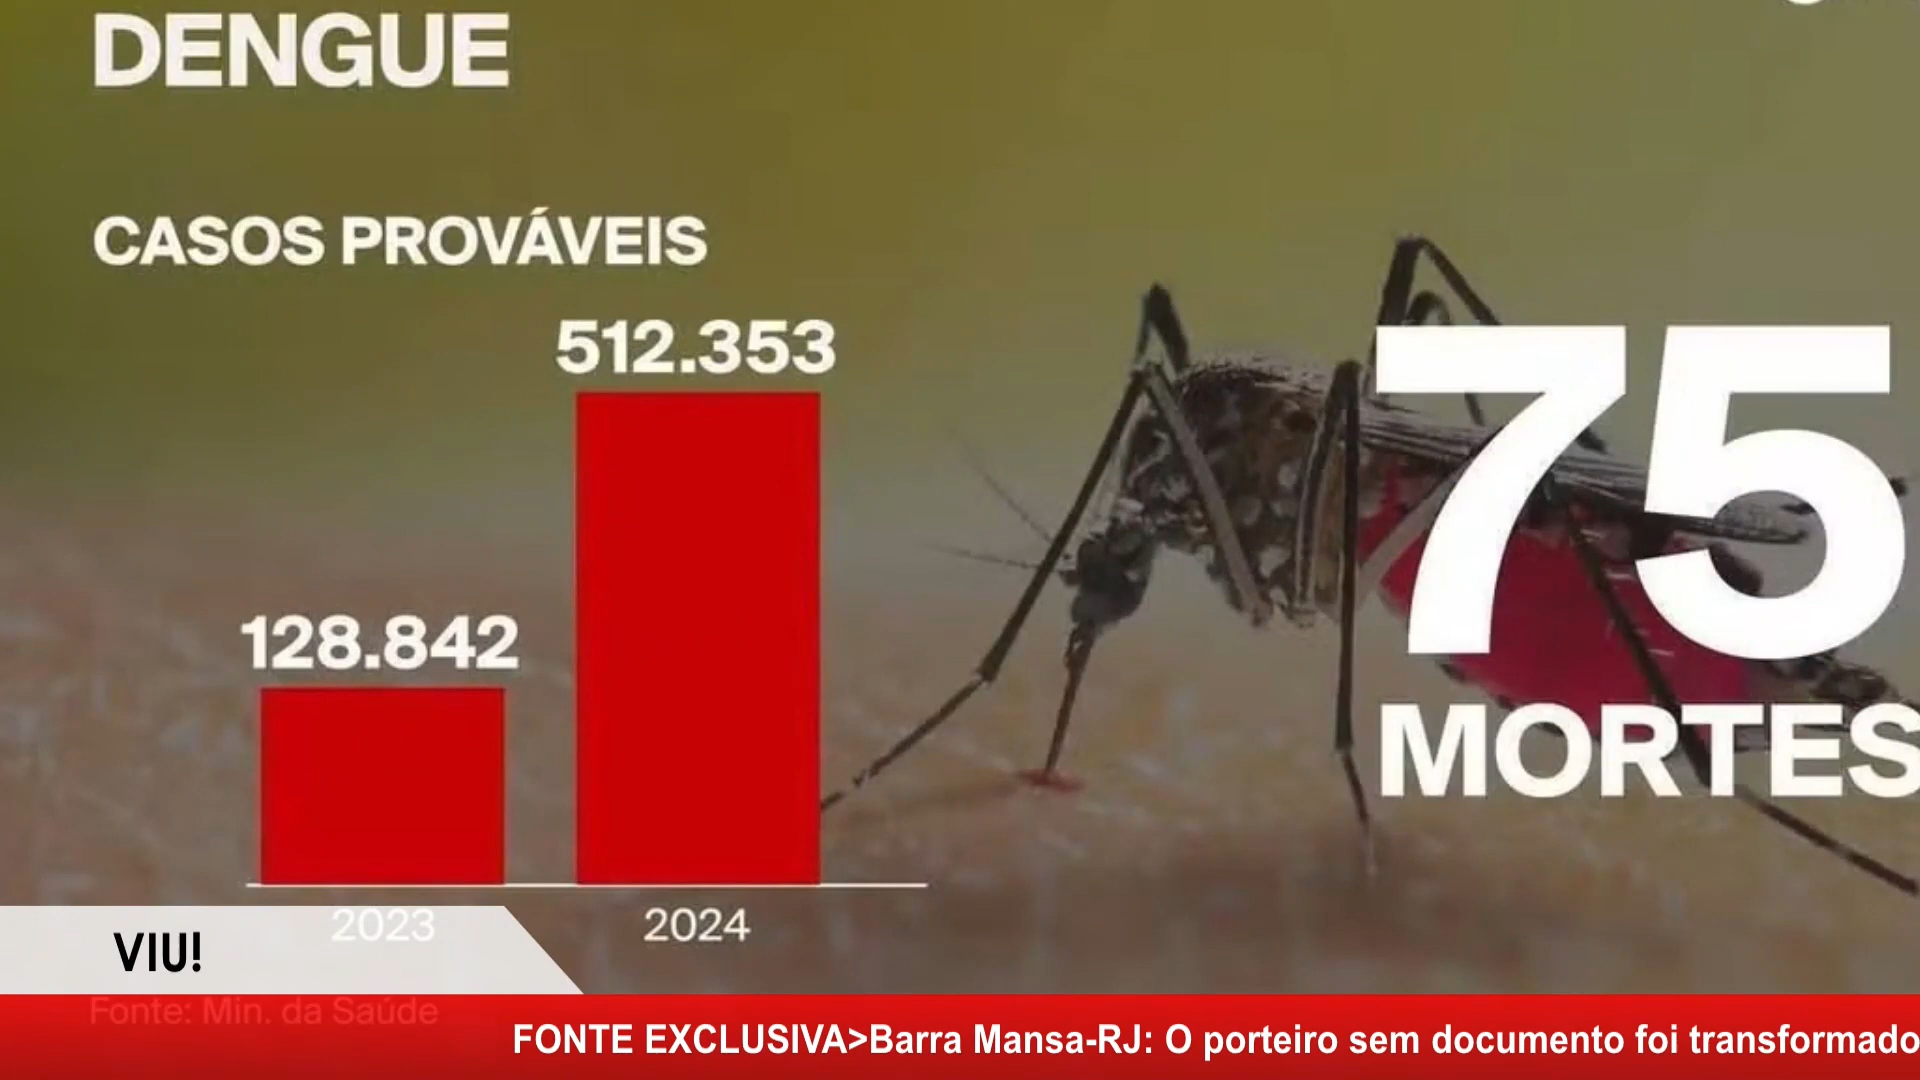 DENGUE
CASOS PROVÁVEIS
512.353
128.842
75
MORTES
2023
2024
VIU!
Fonte: Min. da Saúde
FONTE EXCLUSIVA>Barra Mansa-RJ: O porteiro sem documento foi transformado